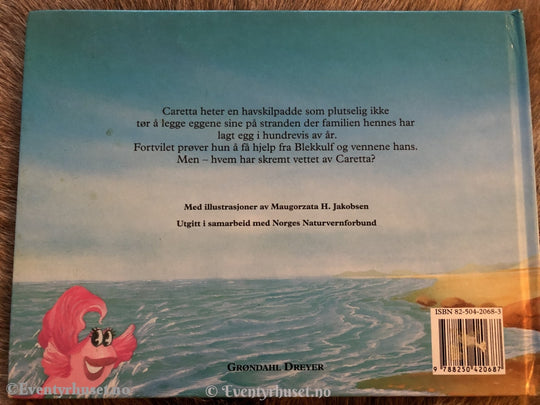 Caretta heter en havskilpadde som plutselig ikke
tør å legge eggene sine på stranden der familien hennes har
lagt egg i hundrevis av år.
Fortvilet prøver hun å få hjelp fra Blekkulf og vennene hans.
Men – hvem har skremt vettet av Caretta?
Med illustrasjoner av Maugorzata H. Jakobsen
Utgitt i samarbeid med Norges Naturvernforbund
ISBN 82-504-2068-3
9 788250 420687
GRØNDAHL DREYER
©Eventyrhuset.no
© Eventyrhuset.no